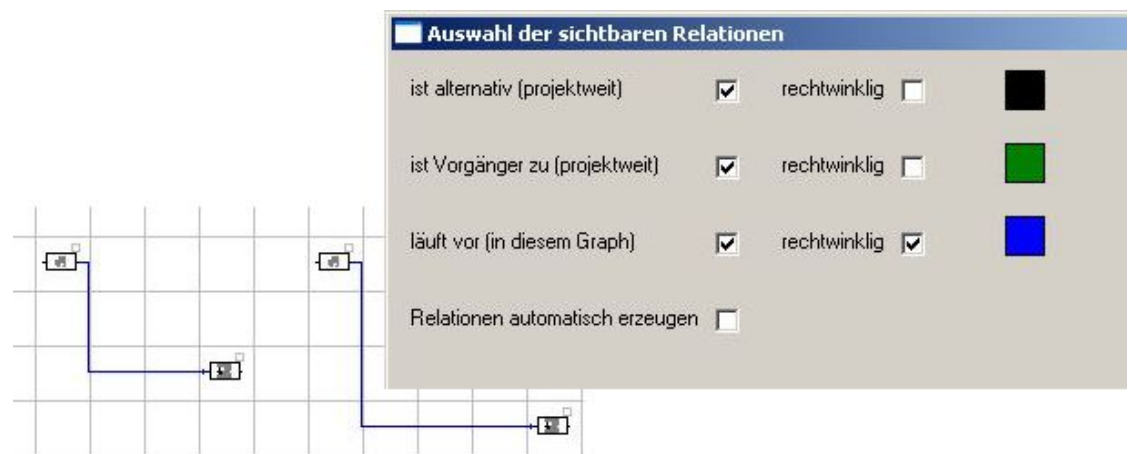 Auswahl der sichtbaren Relationen
ist alternativ (projektweit) rechtwinklig
ist Vorgänger zu (projektweit) rechtwinklig
läuft vor (in diesem Graph) rechtwinklig
Relationen automatisch erzeugen